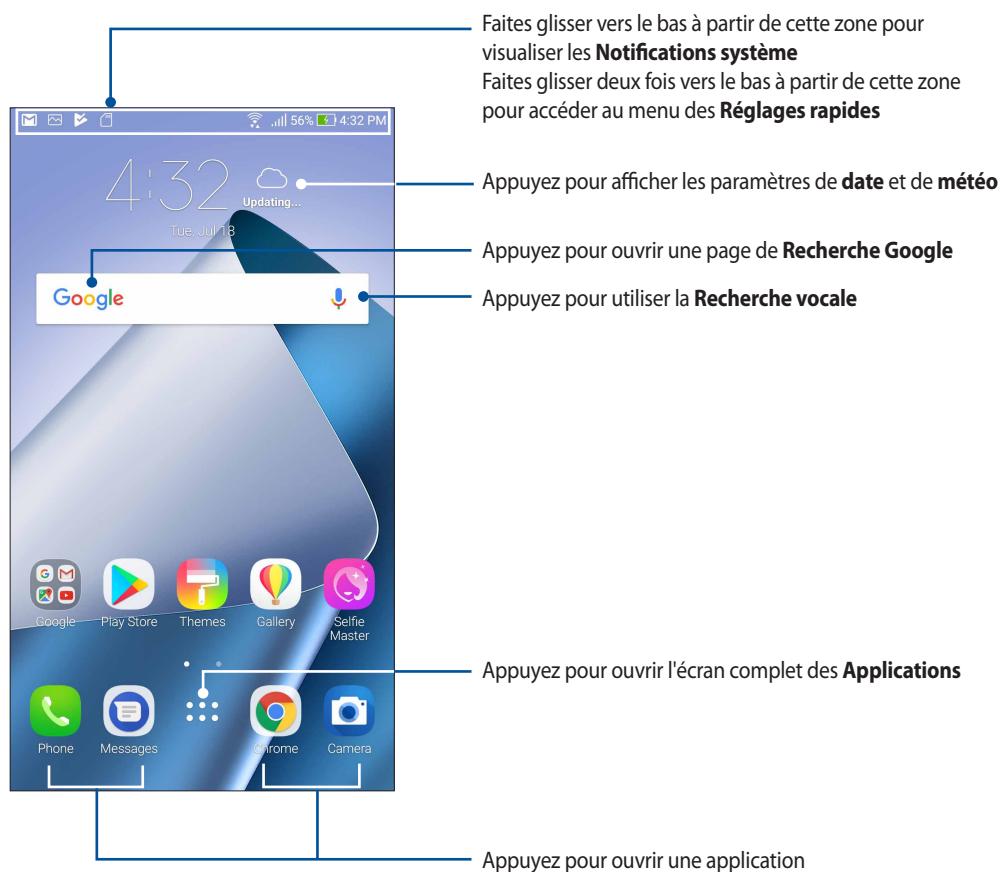 Faites glisser vers le bas à partir de cette zone pour
visualiser les Notifications système
Faites glisser deux fois vers le bas à partir de cette zone
pour accéder au menu des Réglages rapides
56% 4:32 PM
4:32
Updating...
Tue, Jul 18
Appuyez pour afficher les paramètres de date et de météo
Appuyez pour ouvrir une page de Recherche Google
Google
Appuyez pour utiliser la Recherche vocale
Google
Play Store
Themes
Gallery
Selfie
Master
Appuyez pour ouvrir l'écran complet des Applications
Phone
Messages
Chrome
Camera
Appuyez pour ouvrir une application